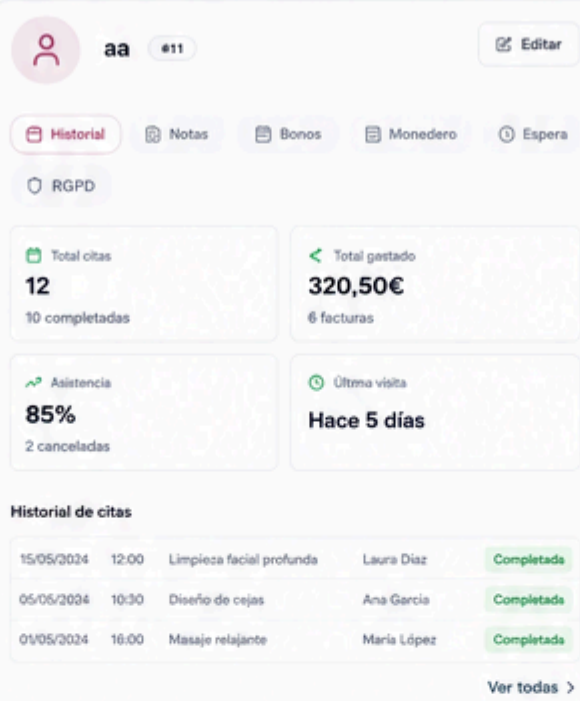 aa #11 Editar
Historial Notas Bonos Monedero Espera
RGPD
Total citas
12
10 completadas
Total gastado
320,50€
6 facturas
Asistencia
85%
2 canceladas
Última visita
Hace 5 días
Historial de citas
15/05/2024 12:00 Limpieza facial profunda Laura Díaz Completada
05/05/2024 10:30 Diseño de cejas Ana García Completada
01/05/2024 16:00 Masaje relajante María López Completada
Ver todas